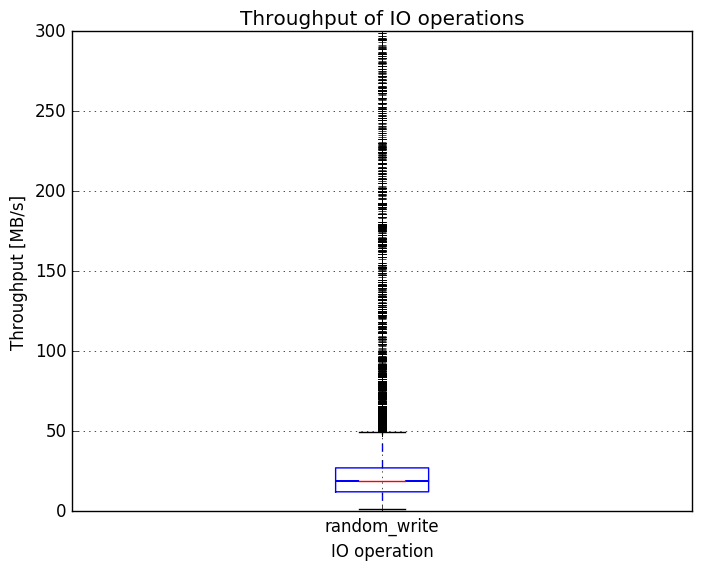 Throughput of IO operations
300
250
200
150
100
50
0
Throughput [MB/s]
random_write
IO operation